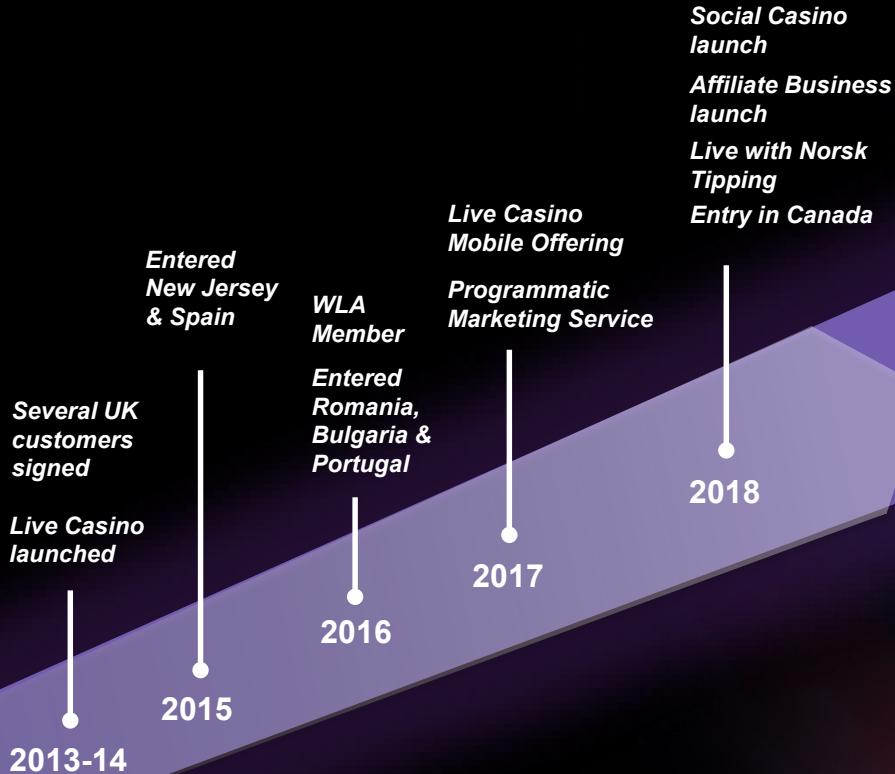 Several UK
customers
signed
Live Casino
launched
2013-14
Entered
New Jersey
& Spain
2015
WLA
Member
Entered
Romania,
Bulgaria &
Portugal
2016
Live Casino
Mobile Offering
Programmatic
Marketing Service
2017
Social Casino
launch
Affiliate Business
launch
Live with Norsk
Tipping
Entry in Canada
2018